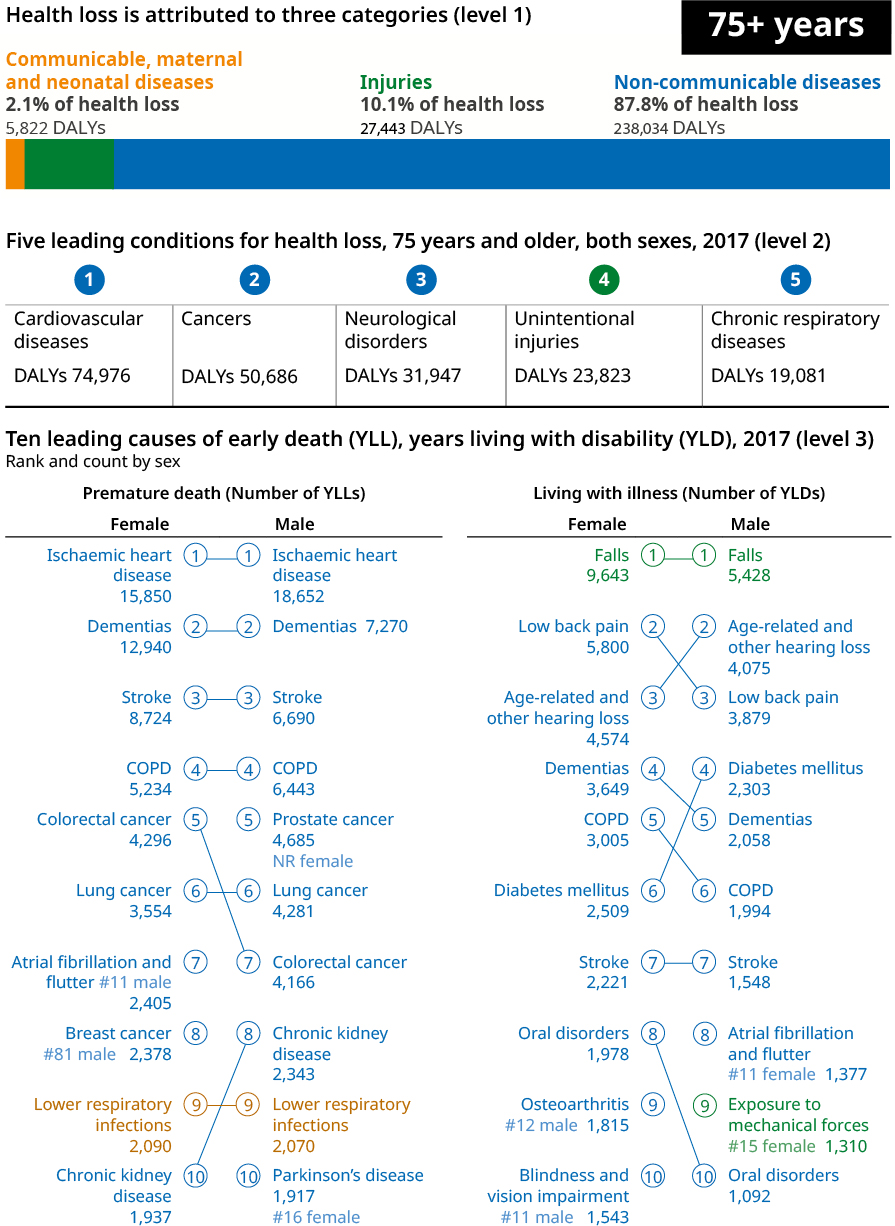 Health loss is attributed to three categories (level 1)
75+ years
Communicable, maternal
and neonatal diseases
2.1% of health loss
5,822 DALYs
Injuries
10.1% of health loss
27,443 DALYs
Non-communicable diseases
87.8% of health loss
238,034 DALYs
Five leading conditions for health loss, 75 years and older, both sexes, 2017 (level 2)
1
Cardiovascular
diseases
DALYs 74,976
2
Cancers
DALYs 50,686
3
Neurological
disorders
DALYs 31,947
4
Unintentional
injuries
DALYs 23,823
5
Chronic respiratory
diseases
DALYs 19,081
Ten leading causes of early death (YLL), years living with disability (YLD), 2017 (level 3)
Rank and count by sex
Premature death (Number of YLLs)
Female Male
Ischaemic heart
disease
15,850
1 1
Ischaemic heart
disease
18,652
Dementias
12,940
2 2
Dementias 7,270
Stroke
8,724
3 3
Stroke
6,690
COPD
5,234
4 4
COPD
6,443
Colorectal cancer
4,296
5 5
Prostate cancer
4,685
NR female
Lung cancer
3,554
6 6
Lung cancer
4,281
Atrial fibrillation and
flutter #11 male
2,405
7 7
Colorectal cancer
4,166
Breast cancer
#81 male 2,378
8 8
Chronic kidney
disease
2,343
Lower respiratory
infections
2,090
9 9
Lower respiratory
infections
2,070
Chronic kidney
disease
1,937
10 10
Parkinson's disease
1,917
#16 female
Living with illness (Number of YLDs)
Female Male
Falls
9,643
1 1
Falls
5,428
Low back pain
5,800
2 2
Age-related and
other hearing loss
4,075
Age-related and
other hearing loss
4,574
3 3
Low back pain
3,879
Dementias
3,649
4 4
Diabetes mellitus
2,303
COPD
3,005
5 5
Dementias
2,058
Diabetes mellitus
2,509
6 6
COPD
1,994
Stroke
2,221
7 7
Stroke
1,548
Oral disorders
1,978
8 8
Atrial fibrillation
and flutter
#11 female 1,377
Osteoarthritis
#12 male 1,815
9 9
Exposure to
mechanical forces
#15 female 1,310
Blindness and
vision impairment
#11 male 1,543
10 10
Oral disorders
1,092